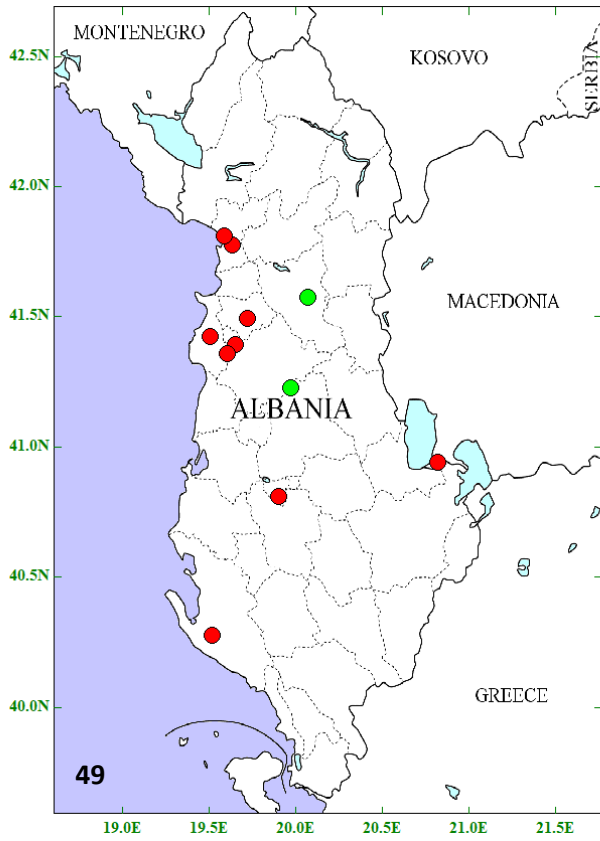 MONTENEGRO
KOSOVO
SERBIA
42.5N
42.0N
41.5N
MACEDONIA
ALBANIA
41.0N
40.5N
40.0N
GREECE
49
19.0E 19.5E 20.0E 20.5E 21.0E 21.5E